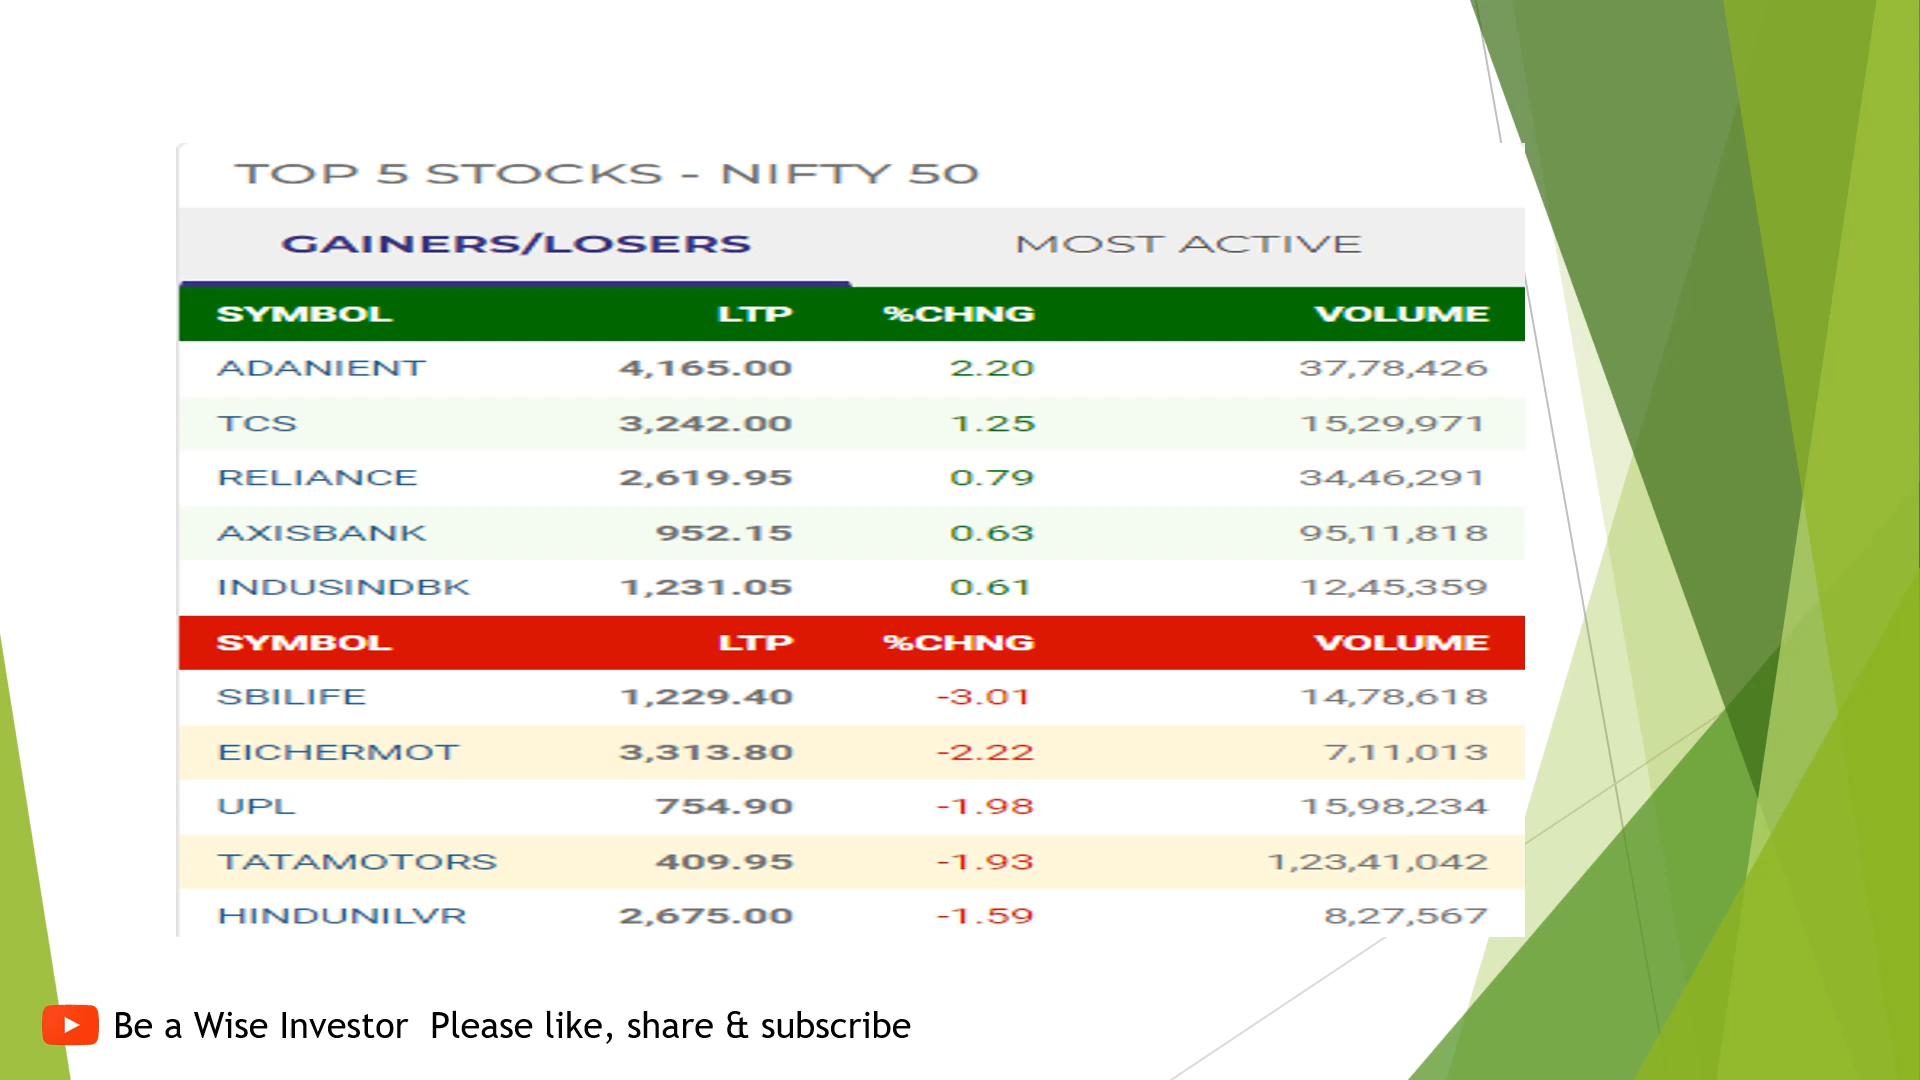 TOP 5 STOCKS - NIFTY 50
GAINERS/LOSERS MOST ACTIVE
SYMBOL LTP %CHNG VOLUME
ADANIENT 4,165.00 2.20 37,78,426
TCS 3,242.00 1.25 15,29,971
RELIANCE 2,619.95 0.79 34,46,291
AXISBANK 952.15 0.63 95,11,818
INDUSINDBK 1,231.05 0.61 12,45,359
SYMBOL LTP %CHNG VOLUME
SBILIFE 1,229.40 -3.01 14,78,618
EICHERMOT 3,313.80 -2.22 7,11,013
UPL 754.90 -1.98 15,98,234
TATAMOTORS 409.95 -1.93 1,23,41,042
HINDUNILVR 2,675.00 -1.59 8,27,567
Be a Wise Investor Please like, share & subscribe